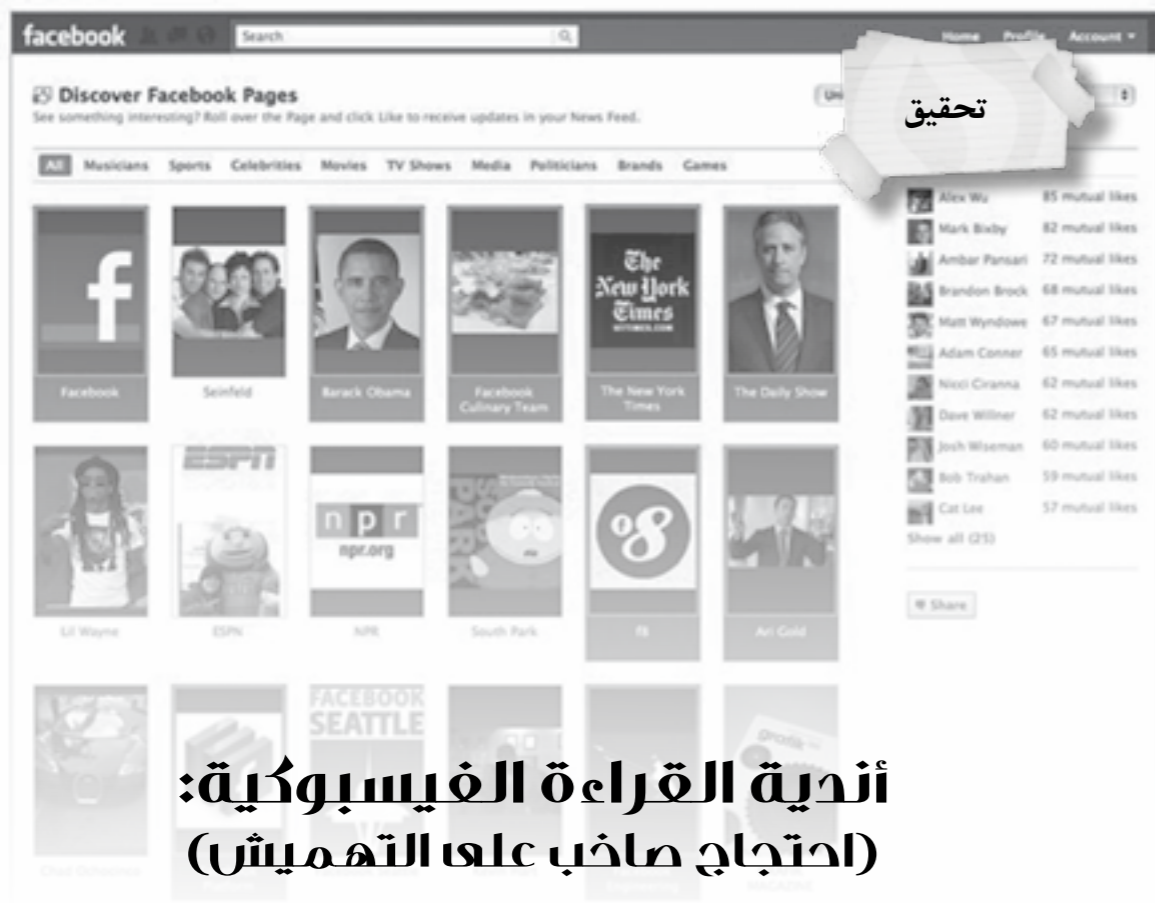 facebook
Search
Home Profile Account
Discover Facebook Pages
See something interesting? Roll over the Page and click Like to receive updates in your News Feed.
تحقيق
All Musicians Sports Celebrities Movies TV Shows Media Politicians Brands Games
Alex Wu 85 mutual likes
Mark Bixby 82 mutual likes
Ambar Pansari 72 mutual likes
Brandon Brock 68 mutual likes
Matt Wyndowe 67 mutual likes
Adam Conner 65 mutual likes
Nicci Ciranna 62 mutual likes
Dave Willner 62 mutual likes
Josh Wiseman 60 mutual likes
Bob Trahan 59 mutual likes
Cat Lee 57 mutual likes
Show all (25)
Share
f
The
New York
Times
NYTIMES.COM
Facebook
Seinfeld
Barack Obama
Facebook
Culinary Team
The New York
Times
The Daily Show
ESPN
npr
npr.org
SOUTH
PARK
f8
Lil Wayne
ESPN
NPR
South Park
f8
Ari Gold
FACEBOOK
SEATTLE
أندية القراءة الفيسبوكية:
(احتجاج صاخب على التهميش)